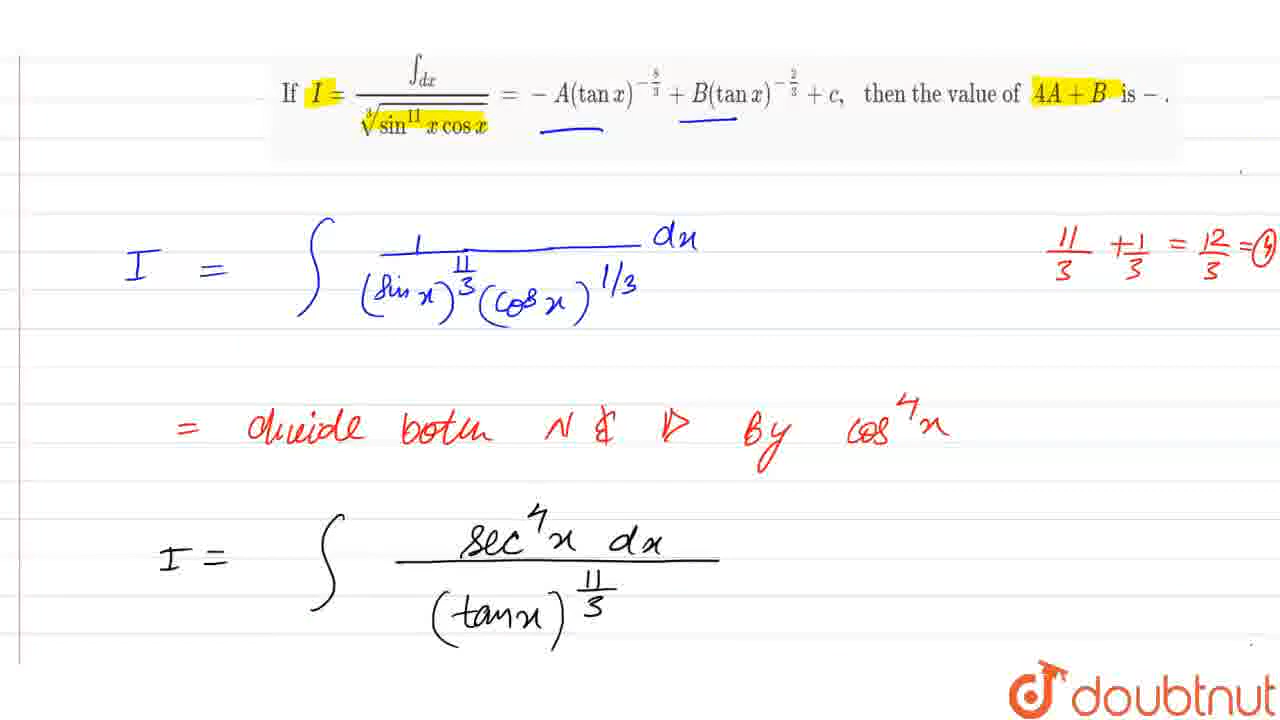 If I = ∫dx / ∛(sin¹¹ x cos x) = − A(tan x)^(−8/3) + B(tan x)^(−2/3) + c, then the value of 4A + B is − .
I = ∫ 1 / ((sin x)^(11/3) (cos x)^(1/3)) dx
11/3 + 1/3 = 12/3 = 4
= divide both N & D By cos⁴x
I = ∫ sec⁴x dx / (tan x)^(11/3)
doubtnut